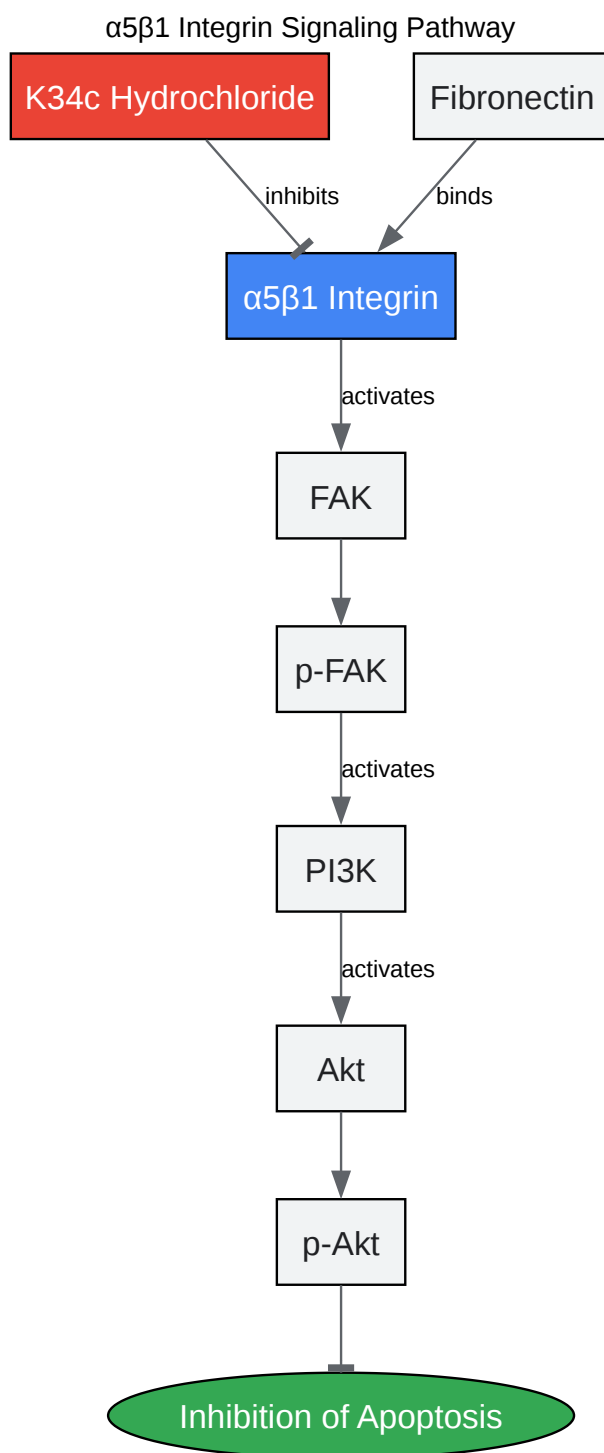 α5β1 Integrin Signaling Pathway
K34c Hydrochloride
Fibronectin
inhibits
binds
α5β1 Integrin
activates
FAK
p-FAK
activates
PI3K
activates
Akt
p-Akt
Inhibition of Apoptosis